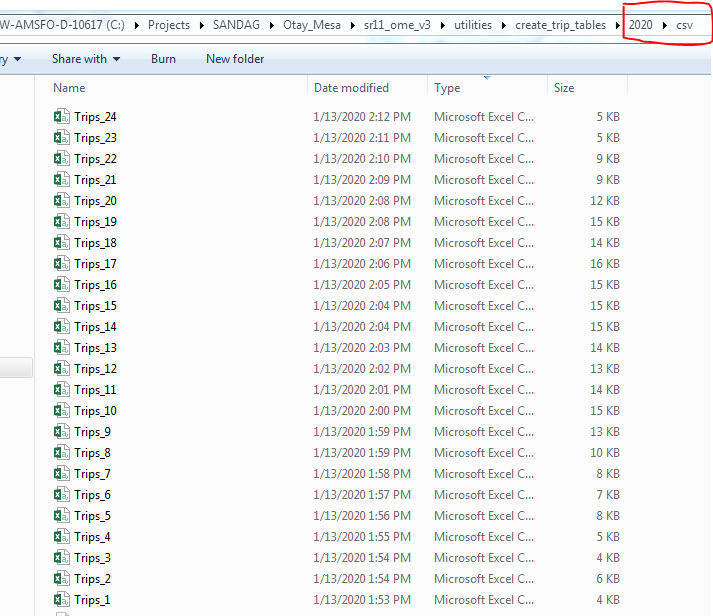 W-AMSFO-D-10617 (C:) Projects SANDAG Otay_Mesa sr11_ome_v3 utilities create_trip_tables 2020 csv
ry Share with Burn New folder
Name Date modified Type Size
Trips_24 1/13/2020 2:12 PM Microsoft Excel C... 5 KB
Trips_23 1/13/2020 2:11 PM Microsoft Excel C... 5 KB
Trips_22 1/13/2020 2:10 PM Microsoft Excel C... 9 KB
Trips_21 1/13/2020 2:09 PM Microsoft Excel C... 9 KB
Trips_20 1/13/2020 2:08 PM Microsoft Excel C... 12 KB
Trips_19 1/13/2020 2:08 PM Microsoft Excel C... 15 KB
Trips_18 1/13/2020 2:07 PM Microsoft Excel C... 14 KB
Trips_17 1/13/2020 2:06 PM Microsoft Excel C... 16 KB
Trips_16 1/13/2020 2:05 PM Microsoft Excel C... 15 KB
Trips_15 1/13/2020 2:04 PM Microsoft Excel C... 15 KB
Trips_14 1/13/2020 2:04 PM Microsoft Excel C... 15 KB
Trips_13 1/13/2020 2:03 PM Microsoft Excel C... 14 KB
Trips_12 1/13/2020 2:02 PM Microsoft Excel C... 13 KB
Trips_11 1/13/2020 2:01 PM Microsoft Excel C... 14 KB
Trips_10 1/13/2020 2:00 PM Microsoft Excel C... 15 KB
Trips_9 1/13/2020 1:59 PM Microsoft Excel C... 13 KB
Trips_8 1/13/2020 1:59 PM Microsoft Excel C... 10 KB
Trips_7 1/13/2020 1:58 PM Microsoft Excel C... 8 KB
Trips_6 1/13/2020 1:57 PM Microsoft Excel C... 7 KB
Trips_5 1/13/2020 1:56 PM Microsoft Excel C... 8 KB
Trips_4 1/13/2020 1:55 PM Microsoft Excel C... 5 KB
Trips_3 1/13/2020 1:54 PM Microsoft Excel C... 4 KB
Trips_2 1/13/2020 1:54 PM Microsoft Excel C... 6 KB
Trips_1 1/13/2020 1:53 PM Microsoft Excel C... 4 KB